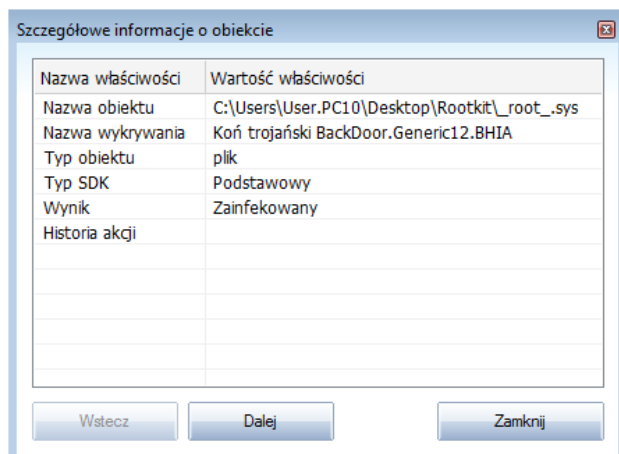 Szczegółowe informacje o obiekcie
Nazwa właściwości Wartość właściwości
Nazwa obiektu C:\Users\User.PC10\Desktop\Rootkit\_root_.sys
Nazwa wykrywania Koń trojański BackDoor.Generic12.BHIA
Typ obiektu plik
Typ SDK Podstawowy
Wynik Zainfekowany
Historia akcji
Wstecz Dalej Zamknij